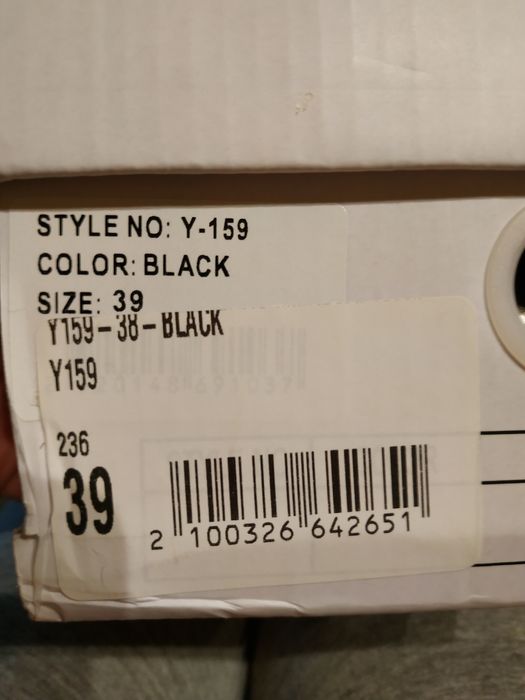 STYLE NO: Y-159
COLOR: BLACK
SIZE: 39
Y159-38-BLACK
Y159
236
39
2 100326 642651